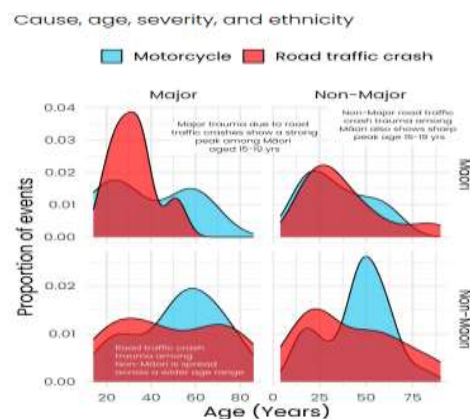 Cause, age, severity, and ethnicity
Motorcycle
Road traffic crash
Major
Non-Major
0.04
0.03
0.02
0.01
0.00
Major trauma due to road
traffic crashes show a strong
peak among Māori
aged 15-19 yrs
Non-Major road traffic
crash trauma among
Māori also shows sharp
peak age 15-19 yrs
Māori
Proportion of events
0.02
0.01
0.00
Road traffic crash
trauma among
Non-Māori is spread
across a wider age range
Non-Māori
20
40
60
80
0
25
50
75
Age (Years)